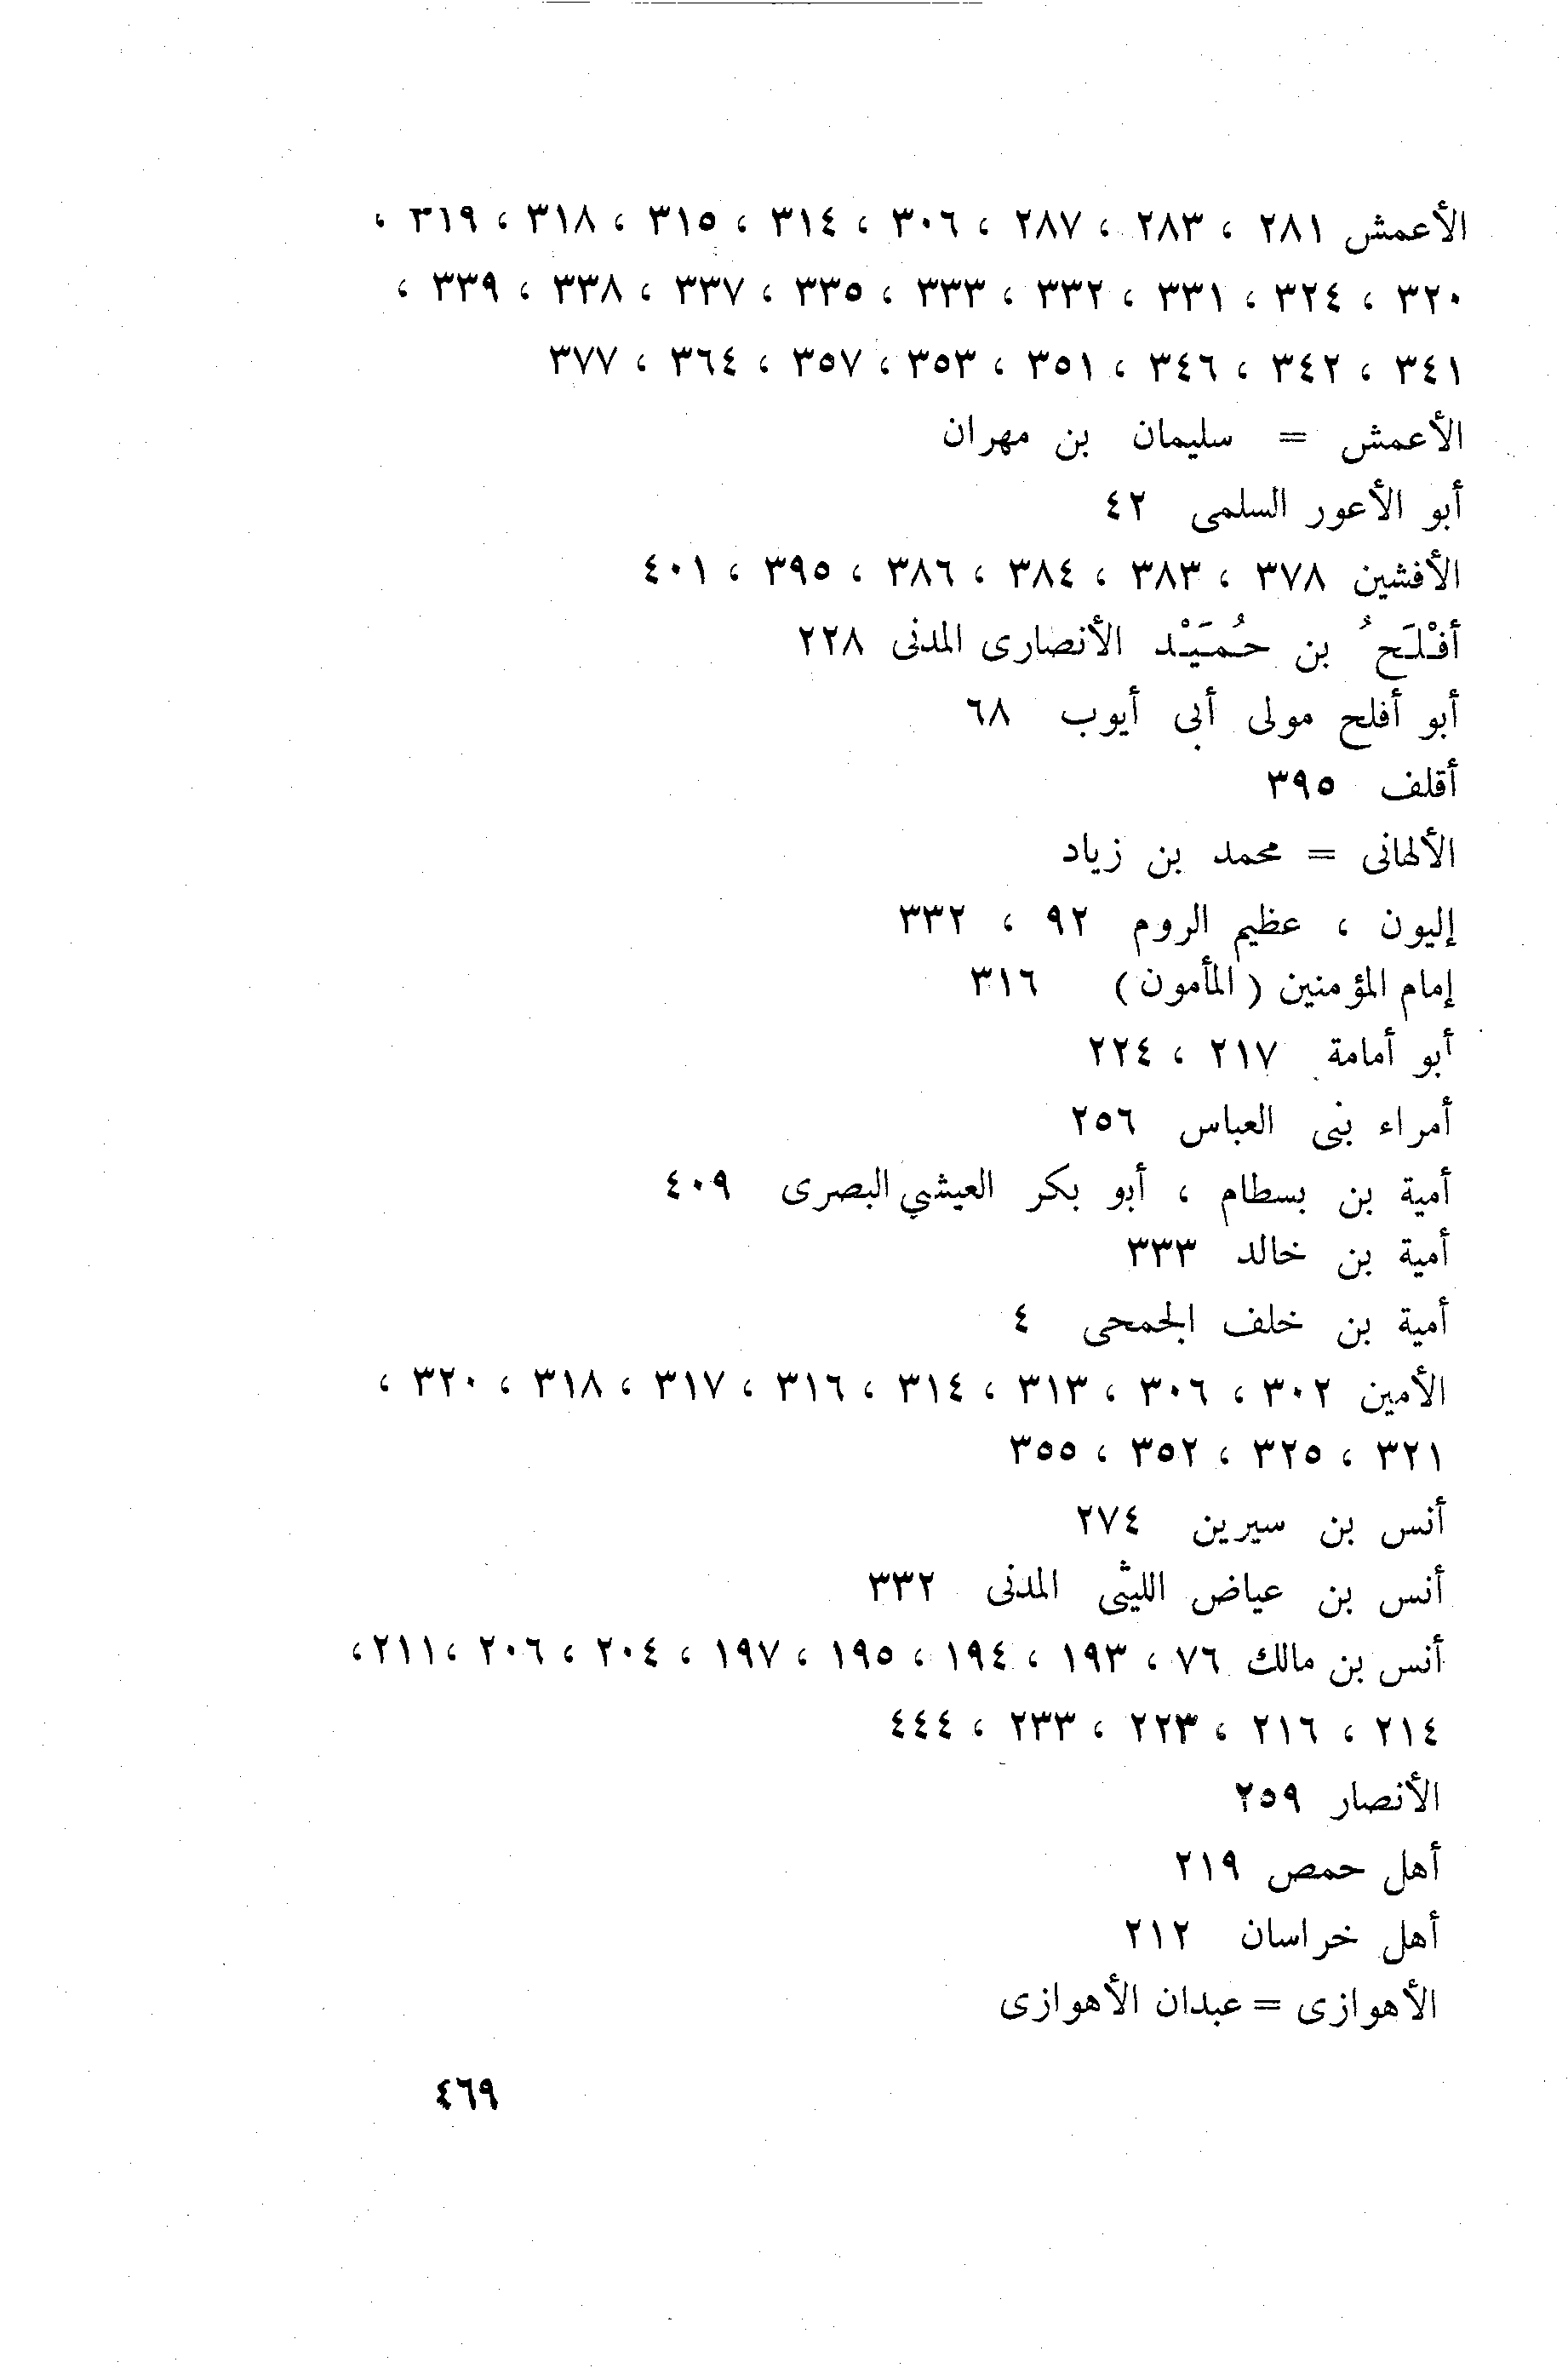 الأعمش ٢٨١ ، ٢٨٣ ، ٢٨٧ ، ٣٠٦ ، ٣١٤ ، ٣١٥ ، ٣١٨ ، ٣١٩ ،
٣٢٠ ، ٣٢٤ ، ٣٣١ ، ٣٣٢ ، ٣٣٣ ، ٣٣٥ ، ٣٣٧ ، ٣٣٨ ، ٣٣٩ ،
٣٤١ ، ٣٤٢ ، ٣٤٦ ، ٣٥١ ، ٣٥٣ ، ٣٥٧ ، ٣٦٤ ، ٣٧٧
الأعمش = سليمان بن مهران
أبو الأعور السلمى ٤٢
الأفشين ٣٧٨ ، ٣٨٣ ، ٣٨٤ ، ٣٨٦ ، ٣٩٥ ، ٤٠١
أفْلَحُ بن حُمَيْد الأنصارى المدنى ٢٢٨
أبو أفلح مولى أبى أيوب ٦٨
أقلف ٣٩٥
الألهانى = محمد بن زياد
إليون ، عظيم الروم ٩٢ ، ٣٣٢
إمام المؤمنين ( المأمون ) ٣١٦
أبو أمامة ٢١٧ ، ٢٢٤
أمراء بنى العباس ٢٥٦
أمية بن بسطام ، أبو بكر العيشي البصرى ٤٠٩
أمية بن خالد ٣٣٣
أمية بن خلف الجمحى ٤
الأمين ٣٠٢ ، ٣٠٦ ، ٣١٣ ، ٣١٤ ، ٣١٦ ، ٣١٧ ، ٣١٨ ، ٣٢٠ ،
٣٢١ ، ٣٢٥ ، ٣٥٢ ، ٣٥٥
أنس بن سيرين ٢٧٤
أنس بن عياض الليثى المدنى ٣٣٢
أنس بن مالك ٧٦ ، ١٩٣ ، ١٩٤ ، ١٩٥ ، ١٩٧ ، ٢٠٤ ، ٢٠٦ ، ٢١١ ،
٢١٤ ، ٢١٦ ، ٢٢٣ ، ٢٣٣ ، ٤٤٤
الأنصار ٢٥٩
أهل حمص ٢١٩
أهل خراسان ٢١٢
الأهوازى = عبدان الأهوازى
٤٦٩